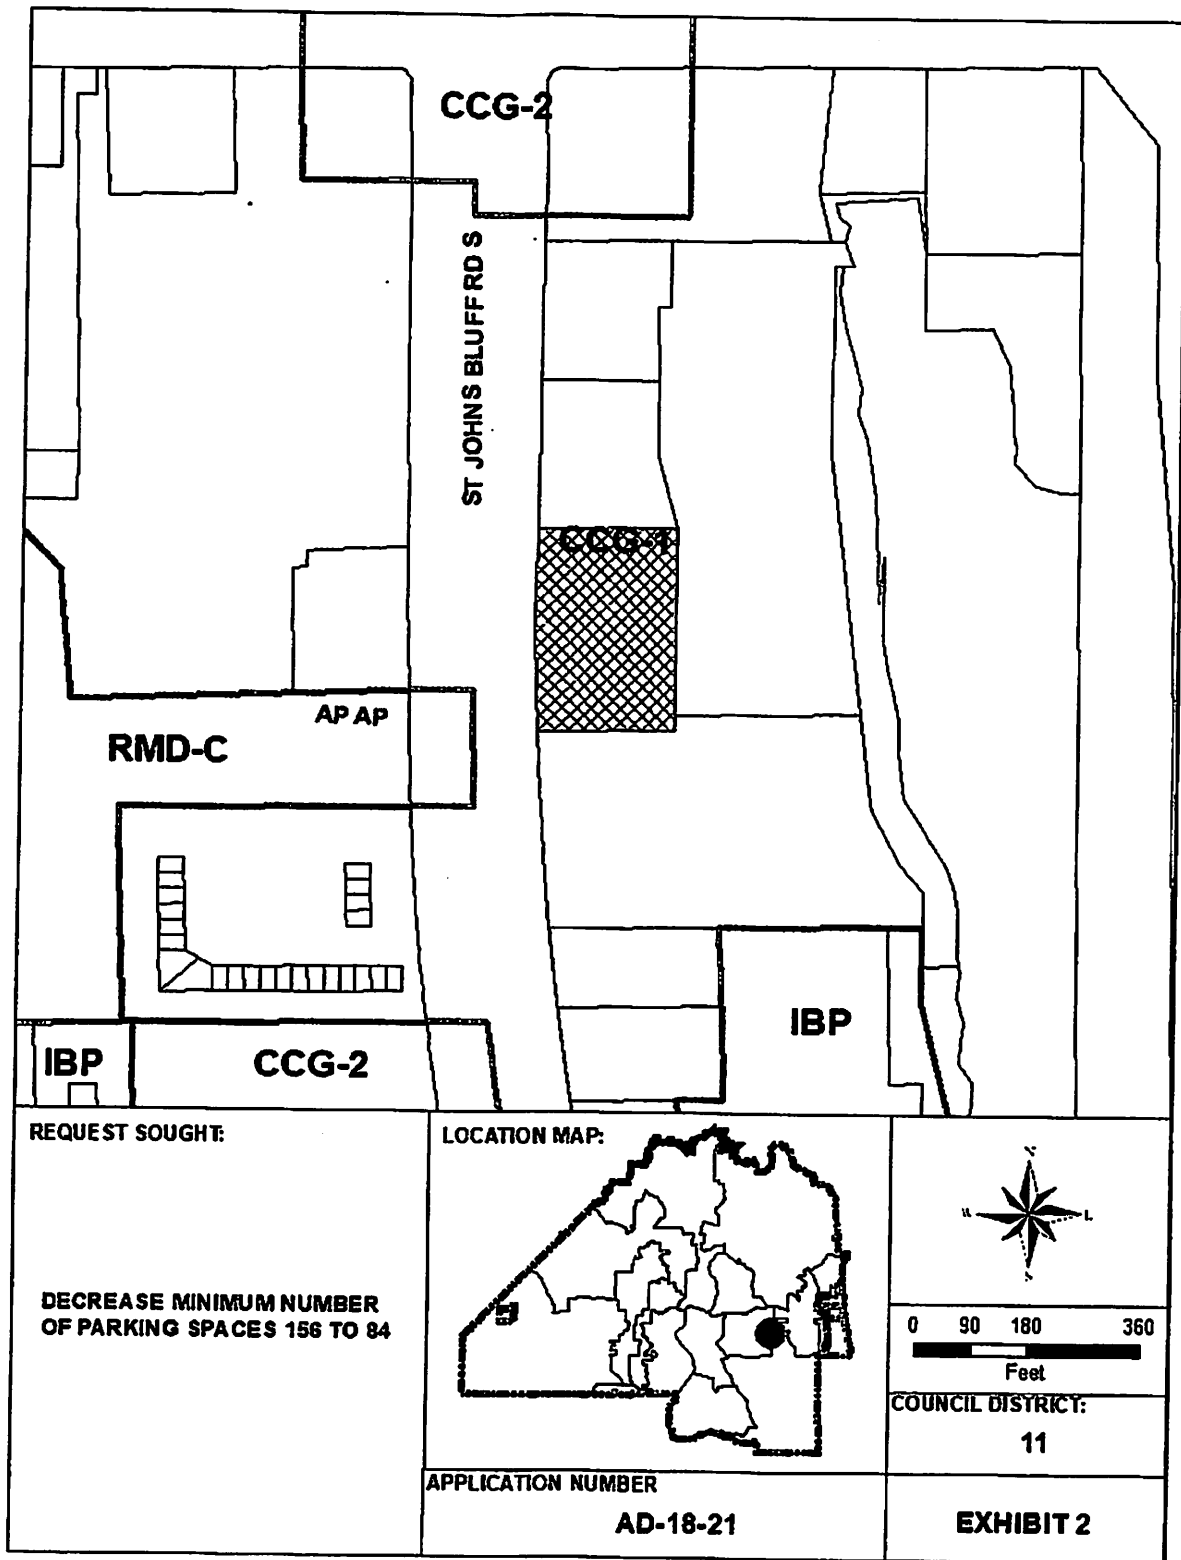 CCG-2
ST JOHNS BLUFF RD S
CCG-1
AP AP
RMD-C
IBP
IBP
CCG-2
REQUEST SOUGHT:
DECREASE MINIMUM NUMBER
OF PARKING SPACES 156 TO 84
LOCATION MAP:
0 90 180 360
Feet
COUNCIL DISTRICT:
11
APPLICATION NUMBER
AD-18-21
EXHIBIT 2